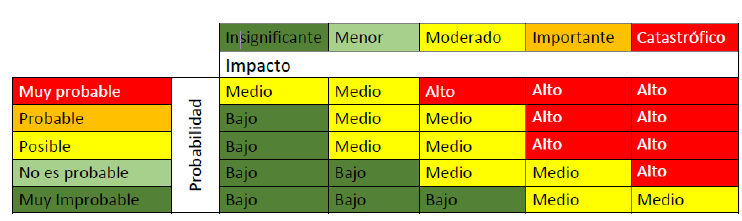 Insignificante Menor Moderado Importante Catastrófico
Impacto
Muy probable Probabilidad Medio Medio Alto Alto Alto
Probable Bajo Medio Medio Alto Alto
Posible Bajo Medio Medio Alto Alto
No es probable Bajo Bajo Medio Medio Alto
Muy Improbable Bajo Bajo Bajo Medio Medio